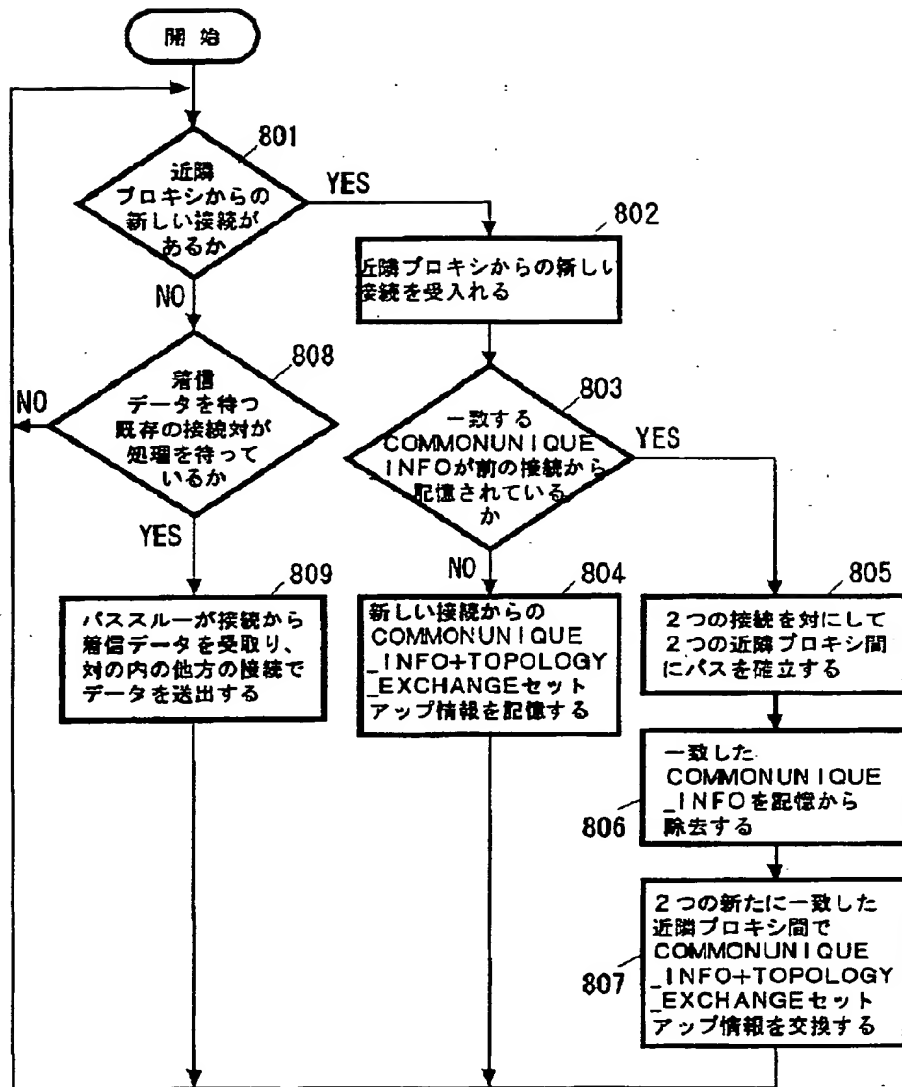 開始
801
近隣
プロキシからの
新しい接続が
あるか
YES
NO
802
近隣プロキシからの新しい
接続を受入れる
808
着信
データを待つ
既存の接続対が
処理を待って
いるか
NO
YES
803
一致する
COMMONUNIQUE
_INFOが前の接続から
記憶されている
か
YES
NO
809
パススルーが接続から
着信データを受取り、
対の内の他方の接続で
データを送出する
804
新しい接続からの
COMMONUNIQUE
_INFO+TOPOLOGY
_EXCHANGEセット
アップ情報を記憶する
805
2つの接続を対にして
2つの近隣プロキシ間
にパスを確立する
806
一致した
COMMONUNIQUE
_INFOを記憶から
除去する
807
2つの新たに一致した
近隣プロキシ間で
COMMONUNIQUE
_INFO+TOPOLOGY
_EXCHANGEセット
アップ情報を交換する